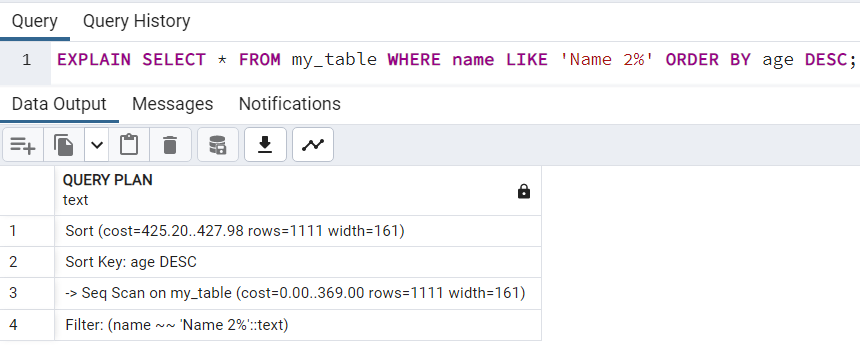 Query Query History
1 EXPLAIN SELECT * FROM my_table WHERE name LIKE 'Name 2%' ORDER BY age DESC;
Data Output Messages Notifications
QUERY PLAN
text
1 Sort (cost=425.20..427.98 rows=1111 width=161)
2 Sort Key: age DESC
3 -> Seq Scan on my_table (cost=0.00..369.00 rows=1111 width=161)
4 Filter: (name ~~ 'Name 2%'::text)